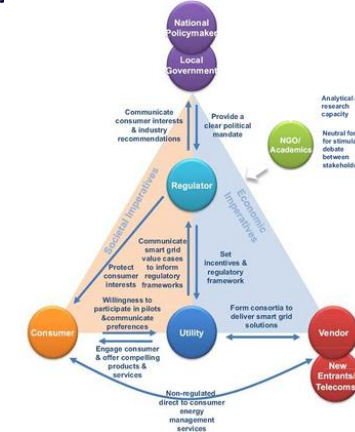 National
Policymaker
Local
Government
Communicate
consumer interests
& industry
recommendations
Provide a
clear political
mandate
Analytical
research
capacity
NGO/
Academics
Neutral
for stimula
debate
between
stakehold
Regulator
Societal Imperatives
Economic
Imperatives
Communicate
smart grid
value cases
to inform
regulatory
frameworks
Set
incentives &
regulatory
framework
Protect
consumer
interests
Willingness to
participate in pilots
&communicate
preferences
Form consortia to
deliver smart grid
solutions
Consumer
Utility
Vendor
Engage consumer
& offer compelling
products &
services
New
Entrants/
Telecoms
Non-regulated
direct to consumer
energy
management
services